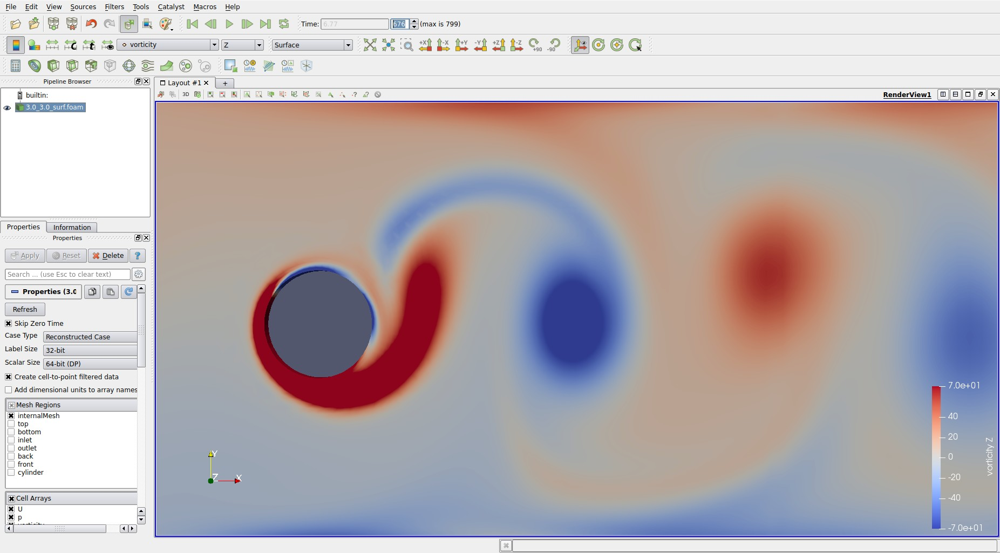 File Edit View Sources Filters Tools Catalyst Macros Help
Time: 6.77 676 (max is 799)
vorticity Z Surface
+X -X +Y -Y +Z -Z +90 -90
Pipeline Browser
builtin:
3.0_3.0_surf.foam
Properties Information
Properties
Apply Reset Delete ?
Search ... (use Esc to clear text)
Properties (3.0
Refresh
Skip Zero Time
Case Type Reconstructed Case
Label Size 32-bit
Scalar Size 64-bit (DP)
Create cell-to-point filtered data
Add dimensional units to array names
Mesh Regions
internalMesh
top
bottom
inlet
outlet
back
front
cylinder
Cell Arrays
U
p
vorticity
Layout #1 +
3D
RenderView1
Y
Z X
7.0e+01
40
20
0
-20
-40
-7.0e+01
vorticity Z